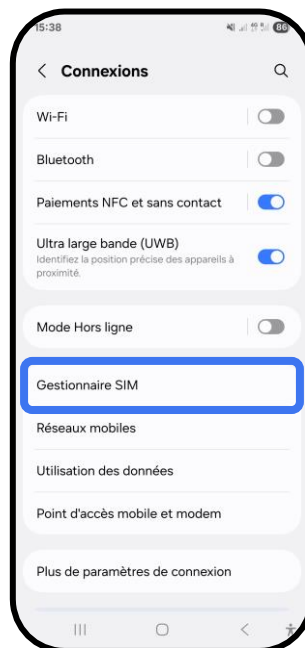 15:38
86
Connexions
Wi-Fi
Bluetooth
Paiements NFC et sans contact
Ultra large bande (UWB)
Identifiez la position précise des appareils à
proximité.
Mode Hors ligne
Gestionnaire SIM
Réseaux mobiles
Utilisation des données
Point d'accès mobile et modem
Plus de paramètres de connexion